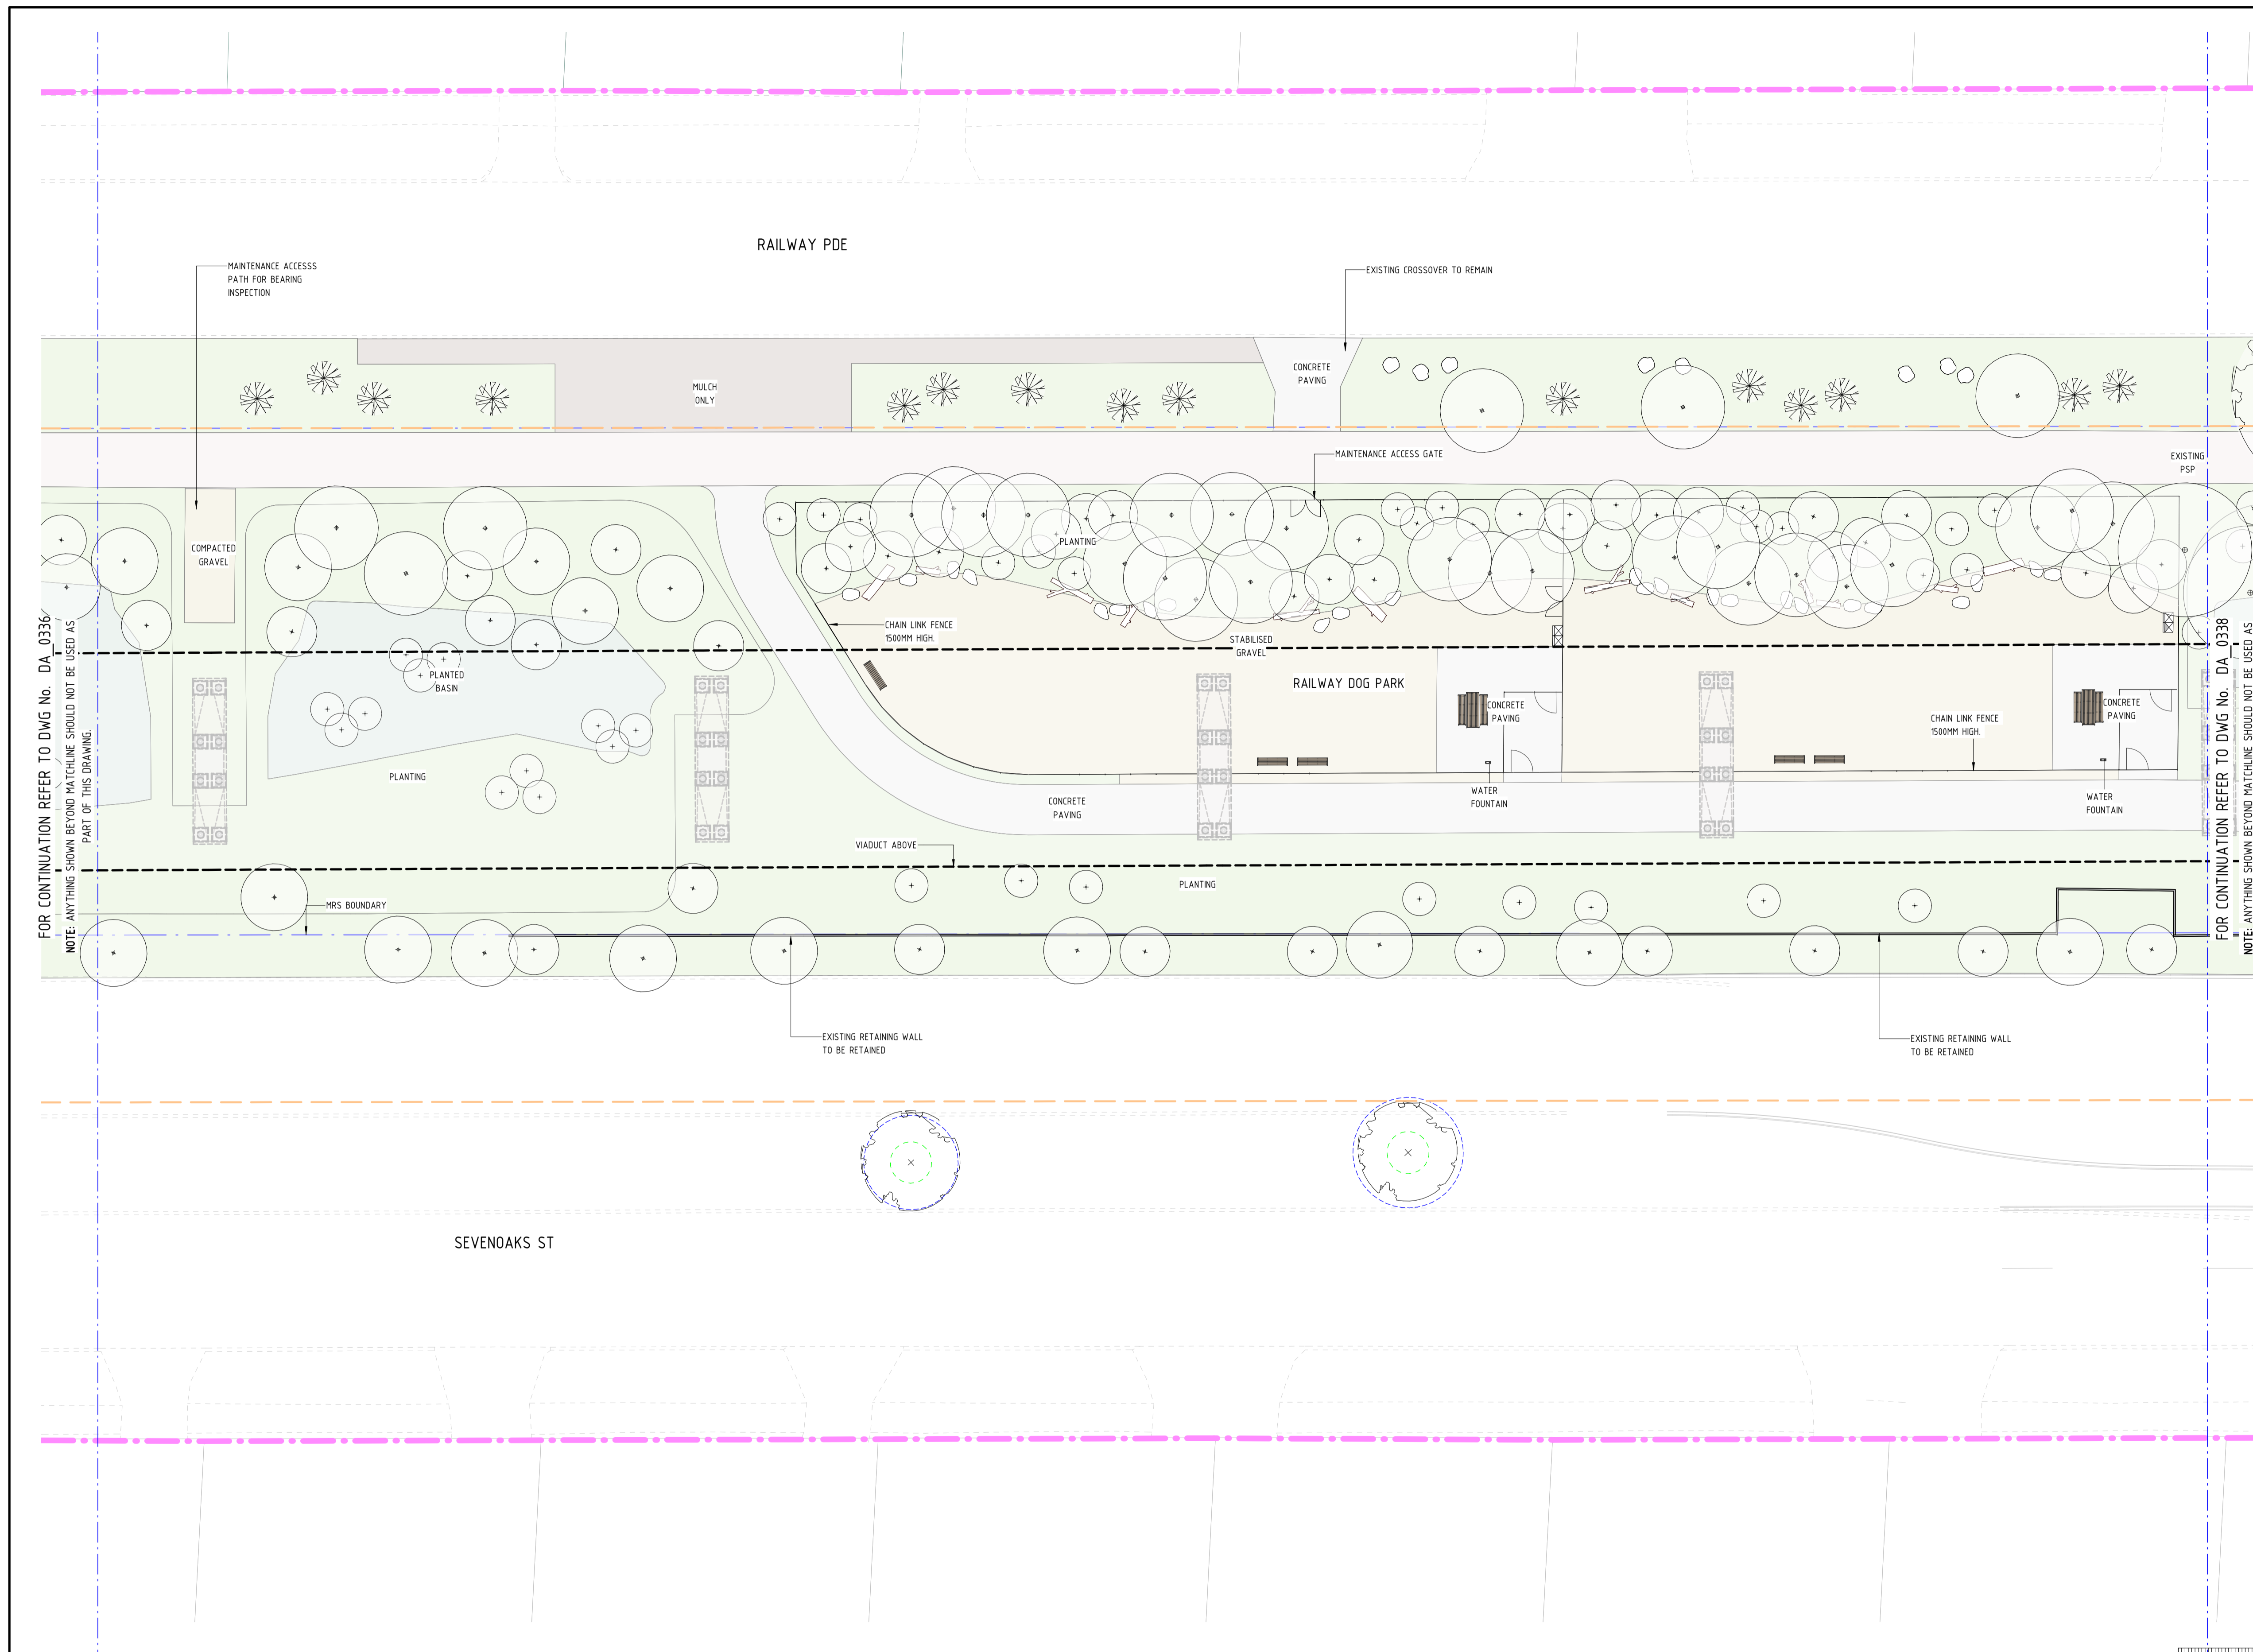 RAILWAY PDE
MAINTENANCE ACCESSS
PATH FOR BEARING
INSPECTION
EXISTING CROSSOVER TO REMAIN
CONCRETE
PAVING
MULCH
ONLY
MAINTENANCE ACCESS GATE
EXISTING
PSP
COMPACTED
GRAVEL
PLANTING
CHAIN LINK FENCE
1500MM HIGH.
STABILISED
GRAVEL
PLANTED
BASIN
RAILWAY DOG PARK
CONCRETE
PAVING
CONCRETE
PAVING
CHAIN LINK FENCE
1500MM HIGH.
PLANTING
CONCRETE
PAVING
WATER
FOUNTAIN
WATER
FOUNTAIN
VIADUCT ABOVE
PLANTING
MRS BOUNDARY
EXISTING RETAINING WALL
TO BE RETAINED
EXISTING RETAINING WALL
TO BE RETAINED
SEVENOAKS ST
FOR CONTINUATION REFER TO DWG No. DA_0336
NOTE: ANYTHING SHOWN BEYOND MATCHLINE SHOULD NOT BE USED AS
PART OF THIS DRAWING.
FOR CONTINUATION REFER TO DWG No. DA_0338
NOTE: ANYTHING SHOWN BEYOND MATCHLINE SHOULD NOT BE USED AS